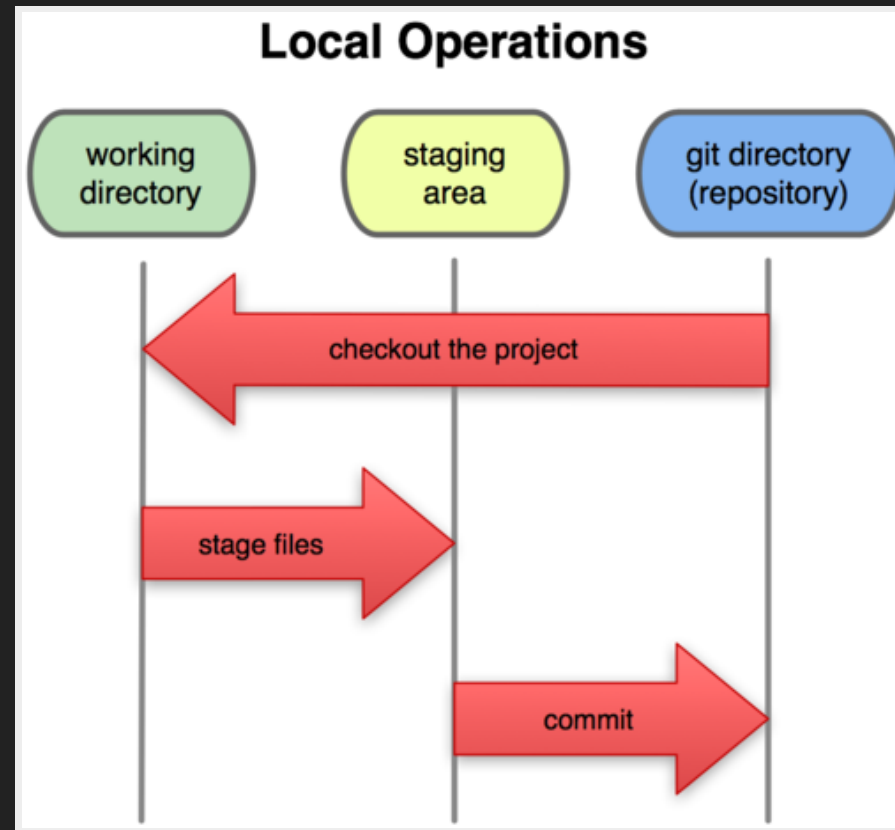 Local Operations
working
directory
staging
area
git directory
(repository)
checkout the project
stage files
commit